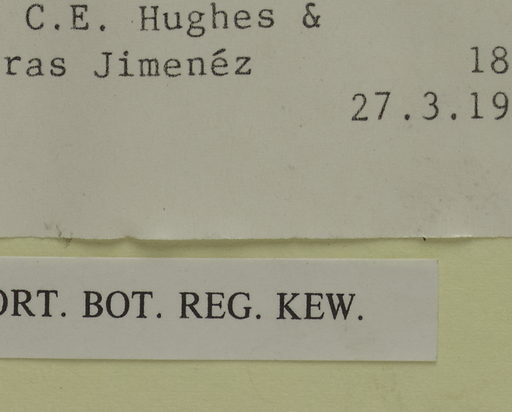 C.E. Hughes &
ras Jimenéz 18
27.3.19
ORT. BOT. REG. KEW.